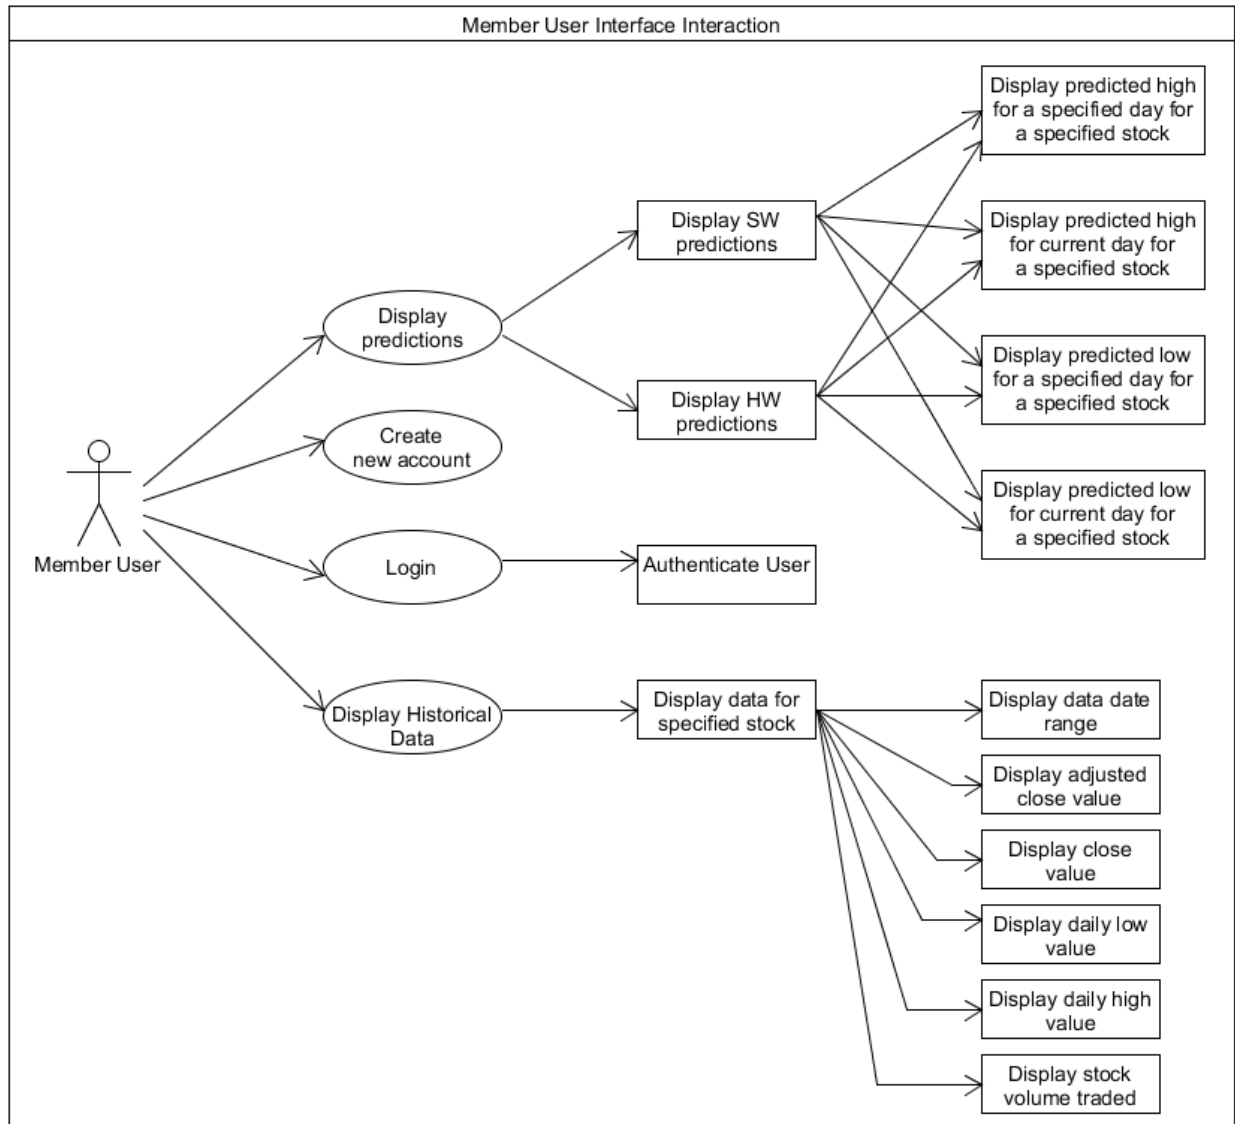 Member User Interface Interaction
Display predicted high
for a specified day for
a specified stock
Display SW
predictions
Display predicted high
for current day for
a specified stock
Display
predictions
Display predicted low
for a specified day for
a specified stock
Display HW
predictions
Create
new account
Display predicted low
for current day for
a specified stock
Member User
Login
Authenticate User
Display Historical
Data
Display data for
specified stock
Display data date
range
Display adjusted
close value
Display close
value
Display daily low
value
Display daily high
value
Display stock
volume traded